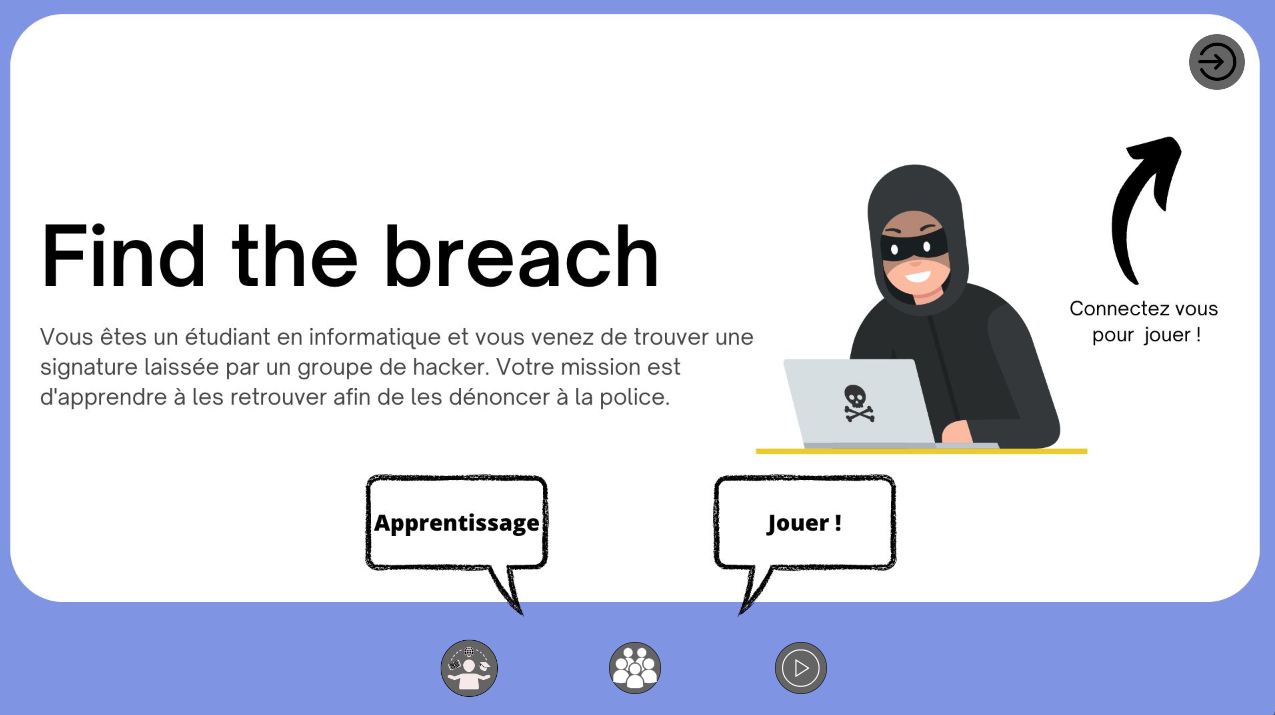 Find the breach
Vous êtes un étudiant en informatique et vous venez de trouver une
signature laissée par un groupe de hacker. Votre mission est
d'apprendre à les retrouver afin de les dénoncer à la police.
Connectez vous
pour jouer !
Apprentissage
Jouer !